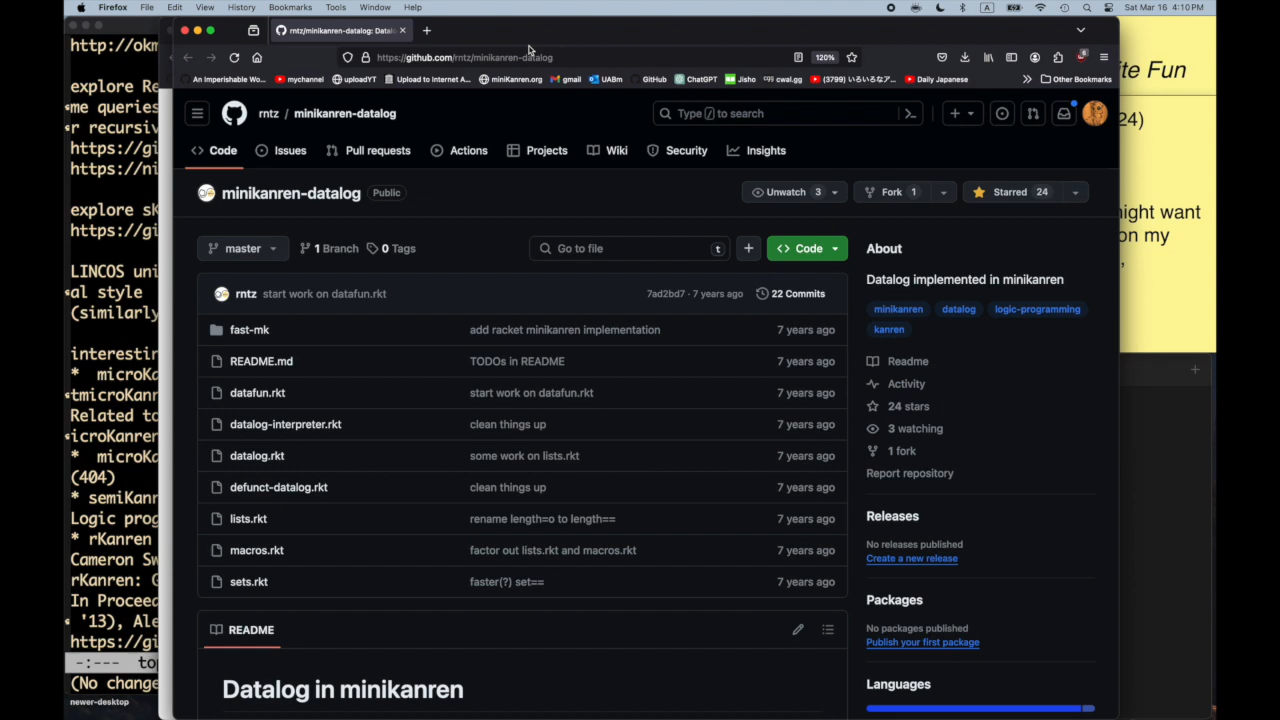 Firefox File Edit View History Bookmarks Tools Window Help
A
Sat Mar 16 4:10 PM
rntz/minikanren-datalog: Data
https://github.com/rntz/minikanren-datalog
120%
An Imperishable Wo... mychannel uploadYT Upload to Internet A... miniKanren.org gmail UABm GitHub ChatGPT Jisho cwal.gg (3799) いろいろなア... Daily Japanese
Other Bookmarks
rntz / minikanren-datalog
Type / to search
Code Issues Pull requests Actions Projects Wiki Security Insights
minikanren-datalog Public
Unwatch 3 Fork 1 Starred 24
master 1 Branch 0 Tags
Go to file t
Code
rntz start work on datafun.rkt 7ad2bd7 · 7 years ago 22 Commits
fast-mk add racket minikanren implementation 7 years ago
README.md TODOs in README 7 years ago
datafun.rkt start work on datafun.rkt 7 years ago
datalog-interpreter.rkt clean things up 7 years ago
datalog.rkt some work on lists.rkt 7 years ago
defunct-datalog.rkt clean things up 7 years ago
lists.rkt rename length=o to length== 7 years ago
macros.rkt factor out lists.rkt and macros.rkt 7 years ago
sets.rkt faster(?) set== 7 years ago
README
Datalog in minikanren
About
Datalog implemented in minikanren
minikanren datalog logic-programming
kanren
Readme
Activity
24 stars
3 watching
1 fork
Report repository
Releases
No releases published
Create a new release
Packages
No packages published
Publish your first package
Languages
http://okm
explore Re
me queries
r recursiv
https://gi
https://ni
explore sK
https://gi
LINCOS uni
al style
(similarly
interestin
* microKa
tmicroKanr
Related to
icroKanren
* microKa
(404)
* semiKanr
Logic prog
* rKanren
Cameron Sw
rKanren: G
In Proceed
'13), Ale
https://gi
-:--- top
(No change
newer-desktop
ite Fun
24)
night want
on my